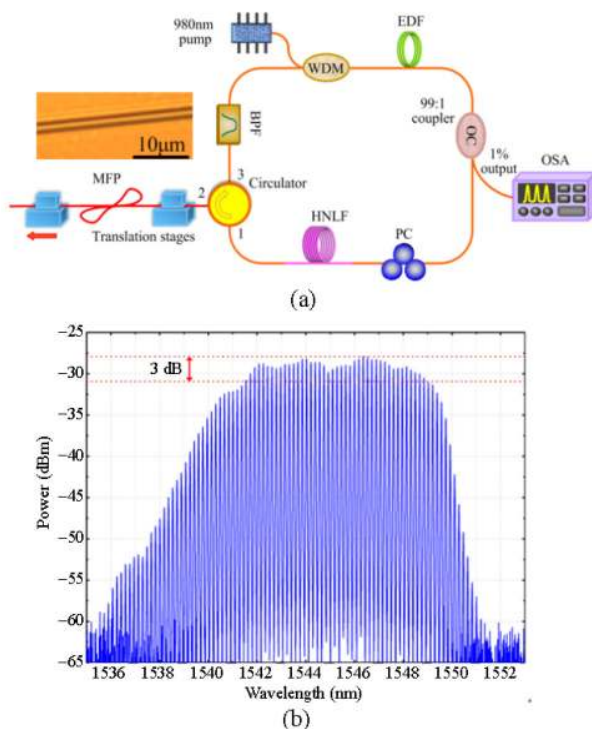 980nm
pump
WDM
EDF
99:1
coupler
OC
1%
output
OSA
BPF
10μm
MFP
2
3
Circulator
1
Translation stages
HNLF
PC
(a)
−25
−30
−35
−40
−45
−50
−55
−60
−65
3 dB
Power (dBm)
1536 1538 1540 1542 1544 1546 1548 1550 1552
Wavelength (nm)
(b)